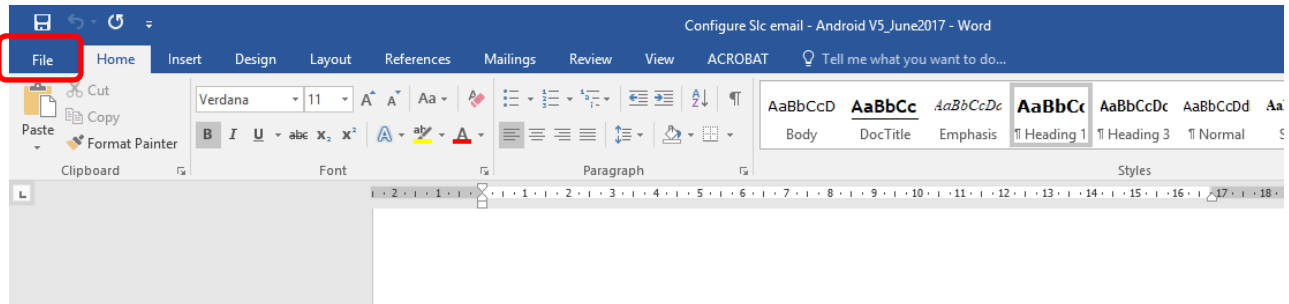 Configure Slc email - Android V5_June2017 - Word
File Home Insert Design Layout References Mailings Review View ACROBAT Tell me what you want to do...
Cut
Copy
Paste
Format Painter
Clipboard
Verdana 11 A A Aa
B I U abc X₂ X² A aby A
Font
A Z ¶
Paragraph
AaBbCcD AaBbCc AaBbCcDc AaBbCc AaBbCcDc AaBbCcDd Aa
Body DocTitle Emphasis ¶ Heading 1 ¶ Heading 3 ¶ Normal S
Styles
L 2 1 1 2 3 4 5 6 7 8 9 10 11 12 13 14 15 16 17 18